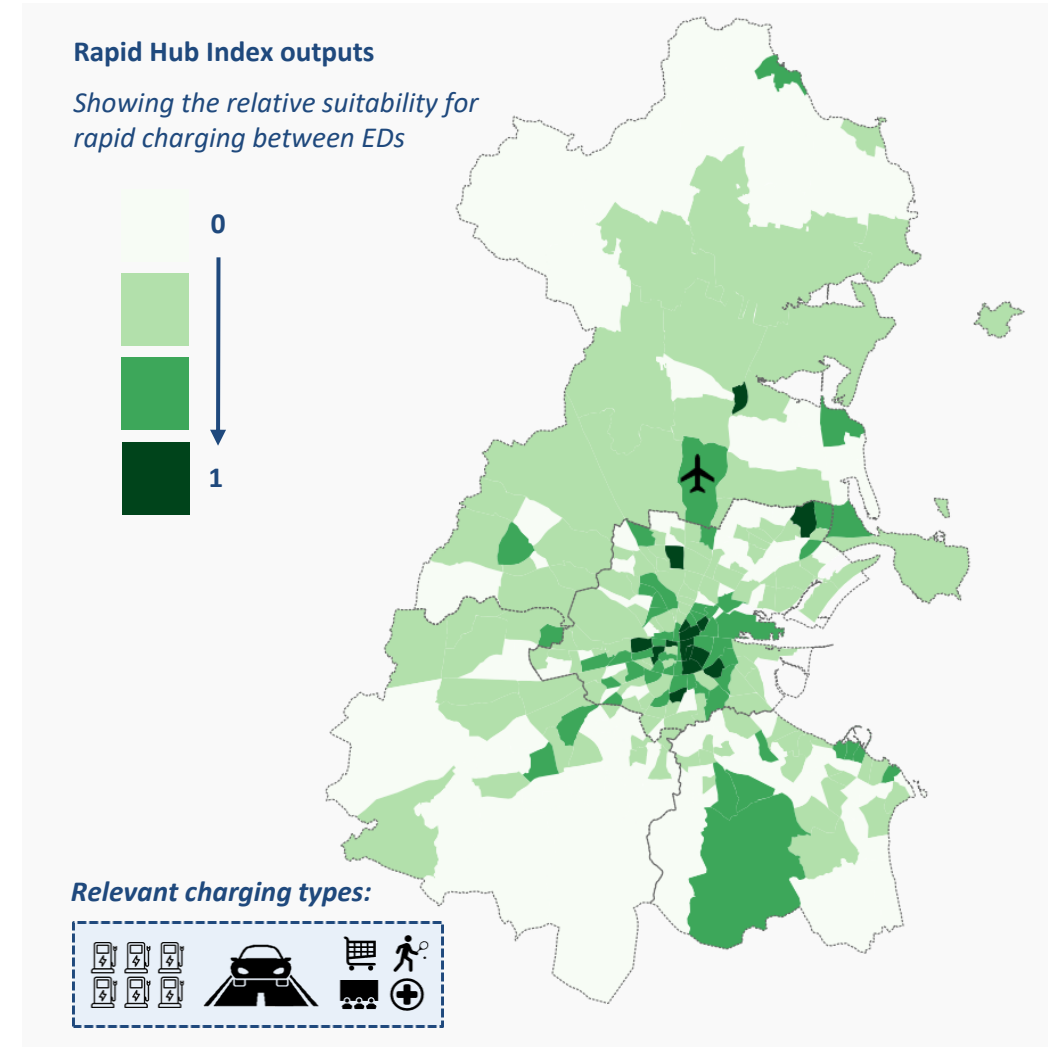 Rapid Hub Index outputs
Showing the relative suitability for
rapid charging between EDs
0
1
Relevant charging types: